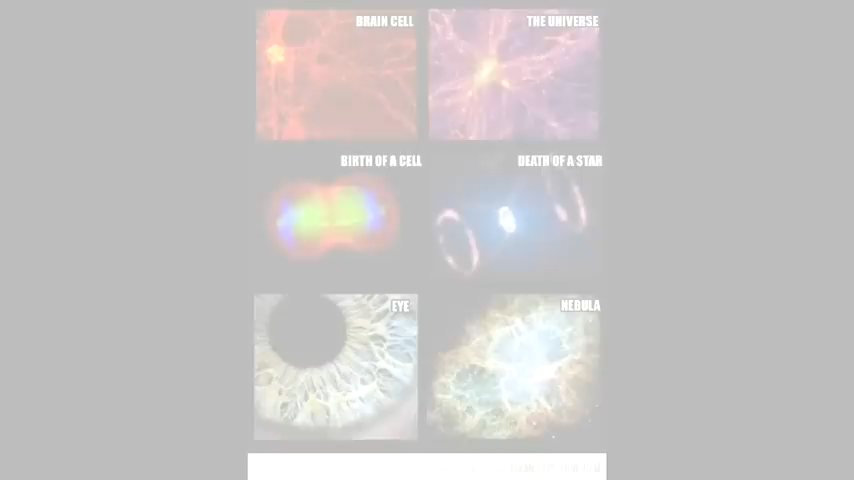 BRAIN CELL
THE UNIVERSE
BIRTH OF A CELL
DEATH OF A STAR
EYE
NEBULA